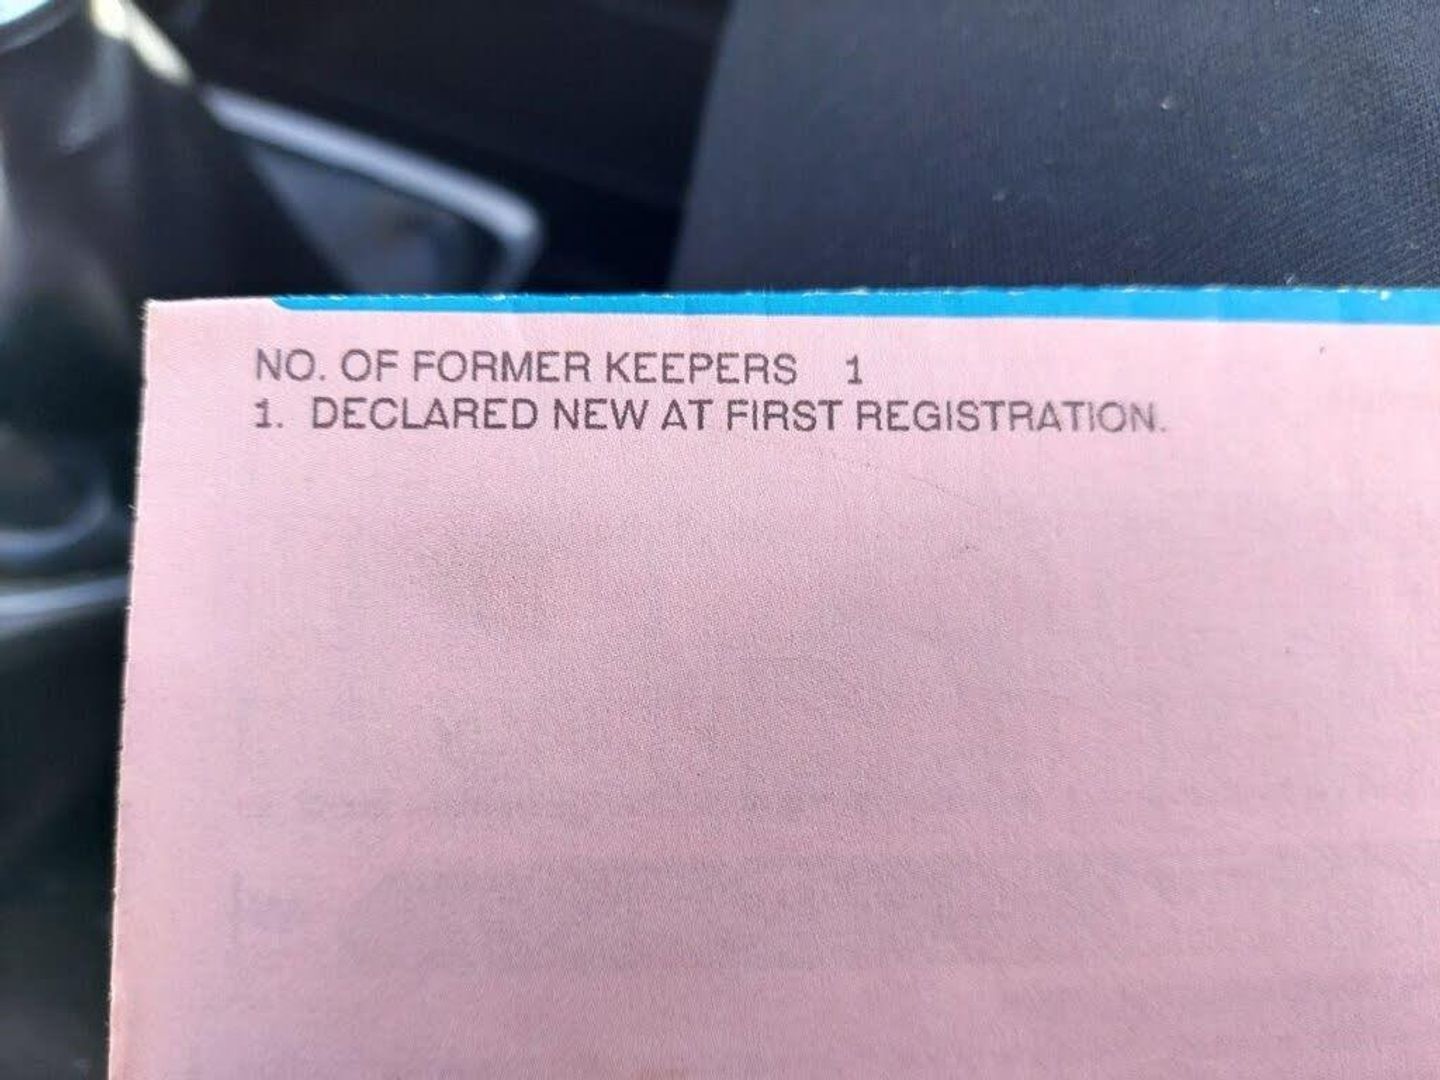 NO. OF FORMER KEEPERS 1
1. DECLARED NEW AT FIRST REGISTRATION.